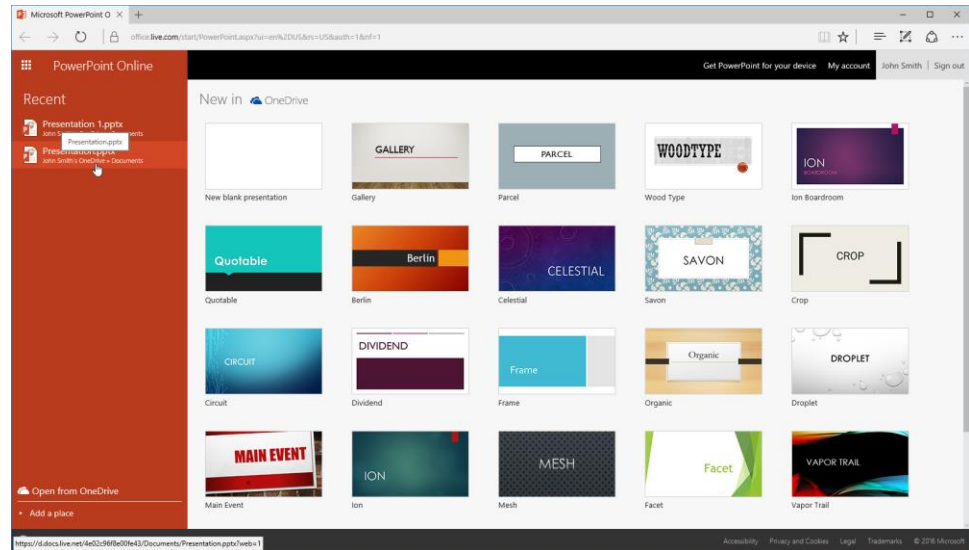 Microsoft PowerPoint O
office.live.com/start/PowerPoint.aspx?ui=en%2DUS&rs=US&auth=1&nf=1
PowerPoint Online
Get PowerPoint for your device My account John Smith | Sign out
Recent
Presentation 1.pptx
Presentation.pptx
Presentation.pptx
John Smith's OneDrive » Documents
Open from OneDrive
+ Add a place
https://d.docs.live.net/4e02c96f8e00fe43/Documents/Presentation.pptx?web=1
New in OneDrive
GALLERY
PARCEL
WOODTYPE
ION
BOARDROOM
New blank presentation
Gallery
Parcel
Wood Type
Ion Boardroom
Quotable
Berlin
CELESTIAL
SAVON
CROP
Quotable
Berlin
Celestial
Savon
Crop
CIRCUIT
DIVIDEND
Frame
Organic
DROPLET
Circuit
Dividend
Frame
Organic
Droplet
MAIN EVENT
ION
MESH
Facet
VAPOR TRAIL
Main Event
Ion
Mesh
Facet
Vapor Trail
Accessibility Privacy and Cookies Legal Trademarks © 2016 Microsoft